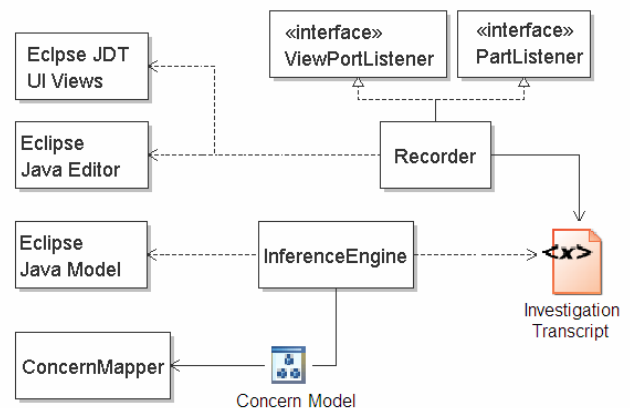 «interface»
ViewPortListener
«interface»
PartListener
Eclpse JDT
UI Views
Eclipse
Java Editor
Recorder
Eclipse
Java Model
InferenceEngine
<x>
Investigation
Transcript
ConcernMapper
Concern Model